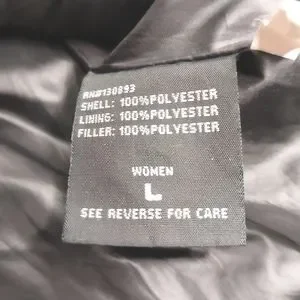 RN#130893
SHELL: 100%POLYESTER
LINING: 100%POLYESTER
FILLER: 100%POLYESTER
WOMEN
L
SEE REVERSE FOR CARE